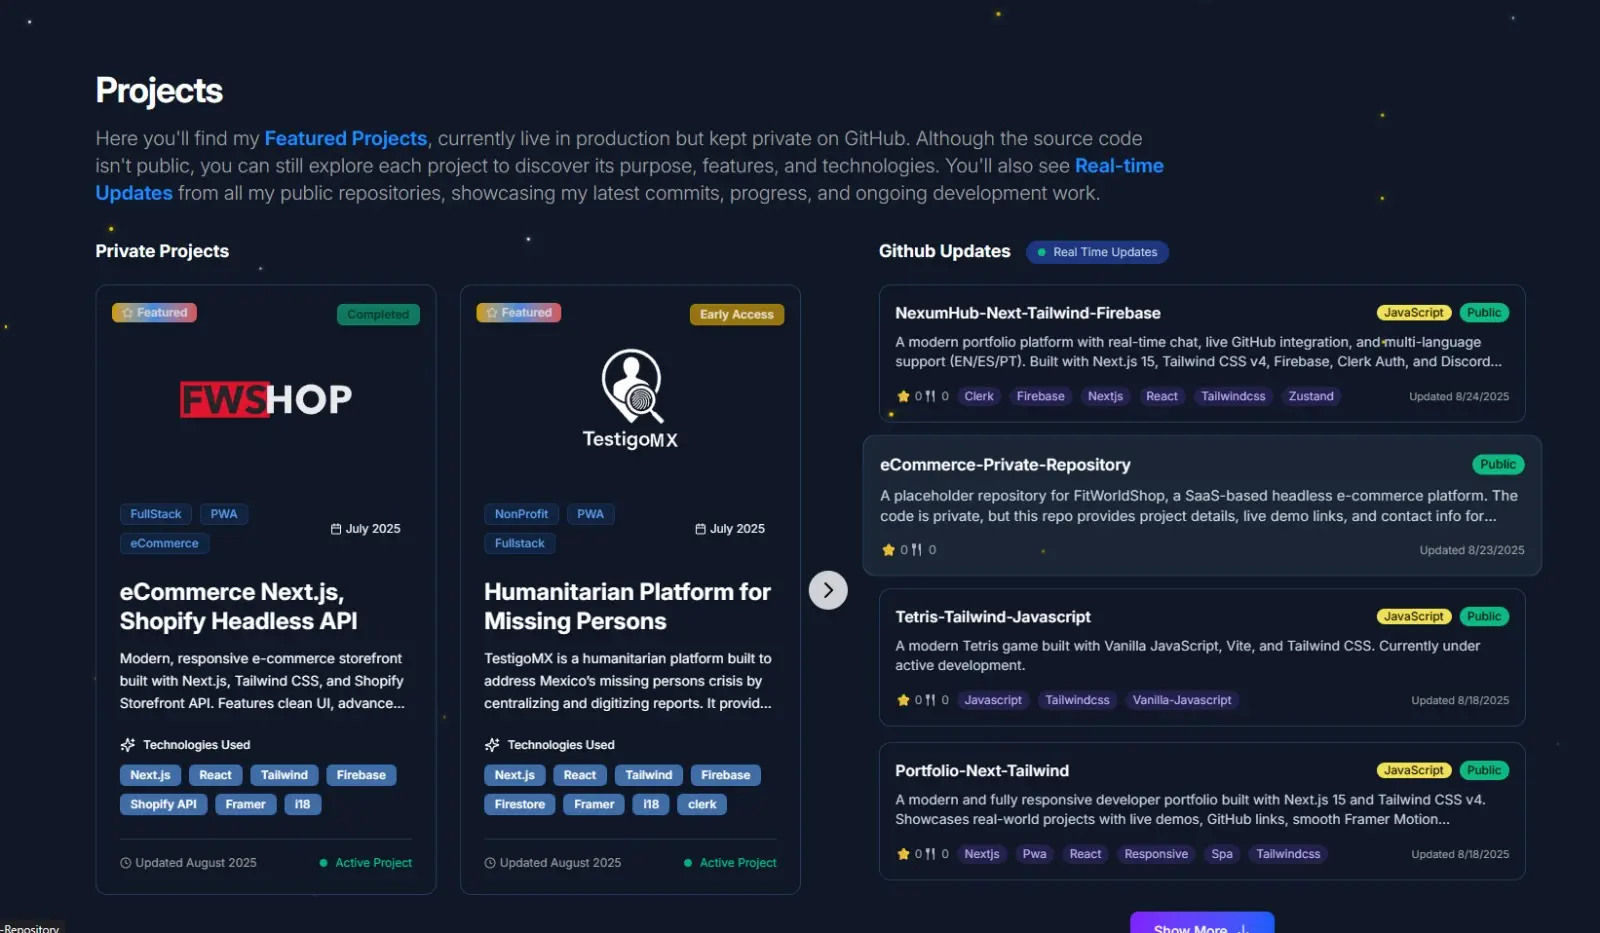 Projects
Here you'll find my Featured Projects, currently live in production but kept private on GitHub. Although the source code
isn't public, you can still explore each project to discover its purpose, features, and technologies. You'll also see Real-time
Updates from all my public repositories, showcasing my latest commits, progress, and ongoing development work.
Private Projects
Featured
Completed
FWSHOP
FullStack
PWA
eCommerce
July 2025
eCommerce Next.js,
Shopify Headless API
Modern, responsive e-commerce storefront
built with Next.js, Tailwind CSS, and Shopify
Storefront API. Features clean UI, advance...
Technologies Used
Next.js React Tailwind Firebase
Shopify API Framer i18
Updated August 2025
Active Project
Featured
Early Access
TestigoMX
NonProfit
PWA
Fullstack
July 2025
Humanitarian Platform for
Missing Persons
TestigoMX is a humanitarian platform built to
address Mexico's missing persons crisis by
centralizing and digitizing reports. It provid...
Technologies Used
Next.js React Tailwind Firebase
Firestore Framer i18 clerk
Updated August 2025
Active Project
Github Updates
Real Time Updates
NexumHub-Next-Tailwind-Firebase
JavaScript
Public
A modern portfolio platform with real-time chat, live GitHub integration, and multi-language
support (EN/ES/PT). Built with Next.js 15, Tailwind CSS v4, Firebase, Clerk Auth, and Discord...
0 0 Clerk Firebase Nextjs React Tailwindcss Zustand
Updated 8/24/2025
eCommerce-Private-Repository
Public
A placeholder repository for FitWorldShop, a SaaS-based headless e-commerce platform. The
code is private, but this repo provides project details, live demo links, and contact info for...
0 0
Updated 8/23/2025
Tetris-Tailwind-Javascript
JavaScript
Public
A modern Tetris game built with Vanilla JavaScript, Vite, and Tailwind CSS. Currently under
active development.
0 0 Javascript Tailwindcss Vanilla-Javascript
Updated 8/18/2025
Portfolio-Next-Tailwind
JavaScript
Public
A modern and fully responsive developer portfolio built with Next.js 15 and Tailwind CSS v4.
Showcases real-world projects with live demos, GitHub links, smooth Framer Motion...
0 0 Nextjs Pwa React Responsive Spa Tailwindcss
Updated 8/18/2025
Show More
-Repository